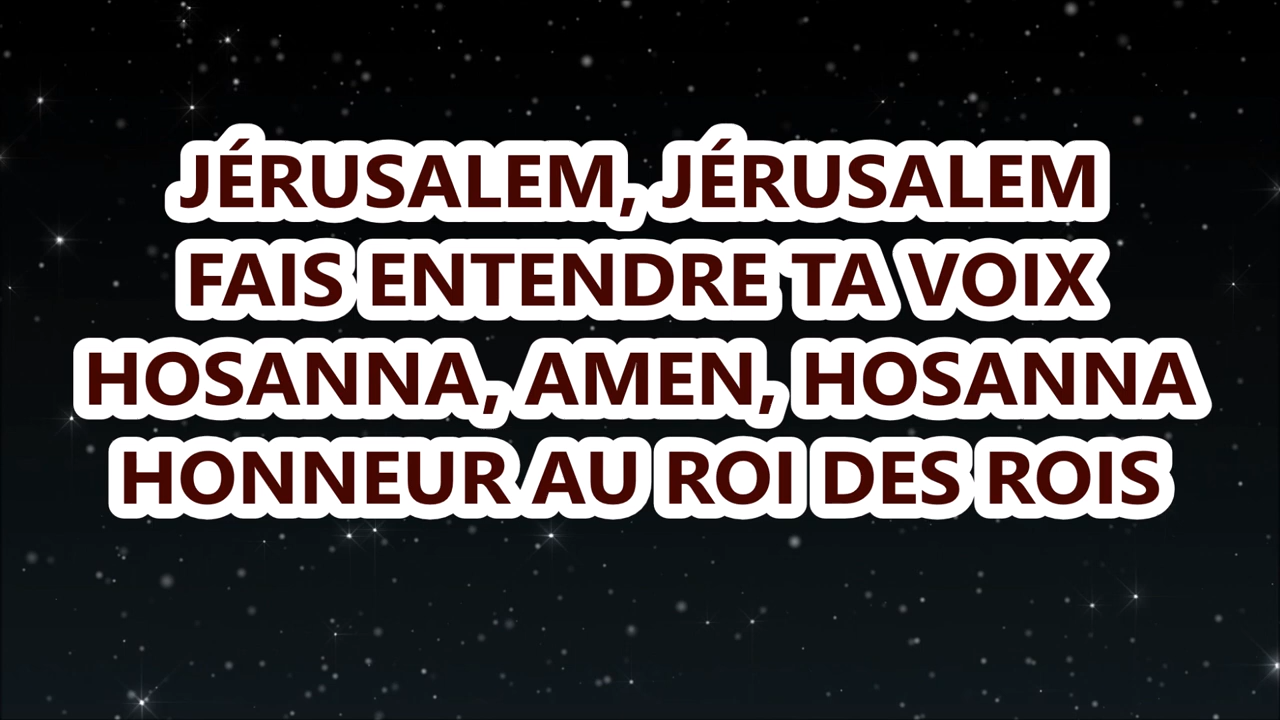 JÉRUSALEM, JÉRUSALEM
FAIS ENTENDRE TA VOIX
HOSANNA, AMEN, HOSANNA
HONNEUR AU ROI DES ROIS